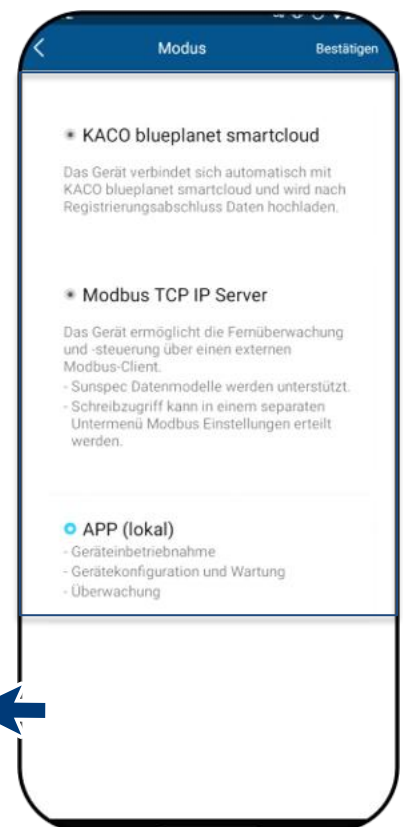 Modus
Bestätigen
KACO blueplanet smartcloud
Das Gerät verbindet sich automatisch mit
KACO blueplanet smartcloud und wird nach
Registrierungsabschluss Daten hochladen.
Modbus TCP IP Server
Das Gerät ermöglicht die Fernüberwachung
und -steuerung über einen externen
Modbus-Client.
- Sunspec Datenmodelle werden unterstützt.
- Schreibzugriff kann in einem separaten
Untermenü Modbus Einstellungen erteilt
werden.
APP (lokal)
- Geräteinbetriebnahme
- Gerätekonfiguration und Wartung
- Überwachung